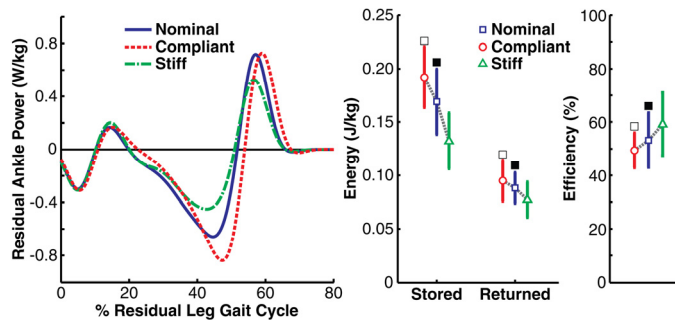 Residual Ankle Power (W/kg)
0.8
0.4
0
-0.4
-0.8
Nominal
Compliant
Stiff
0 20 40 60 80
% Residual Leg Gait Cycle
Energy (J/kg)
0.25
0.20
0.15
0.10
0.05
0.00
Nominal
Compliant
Stiff
Stored Returned
Efficiency (%)
100
80
60
40
20
0